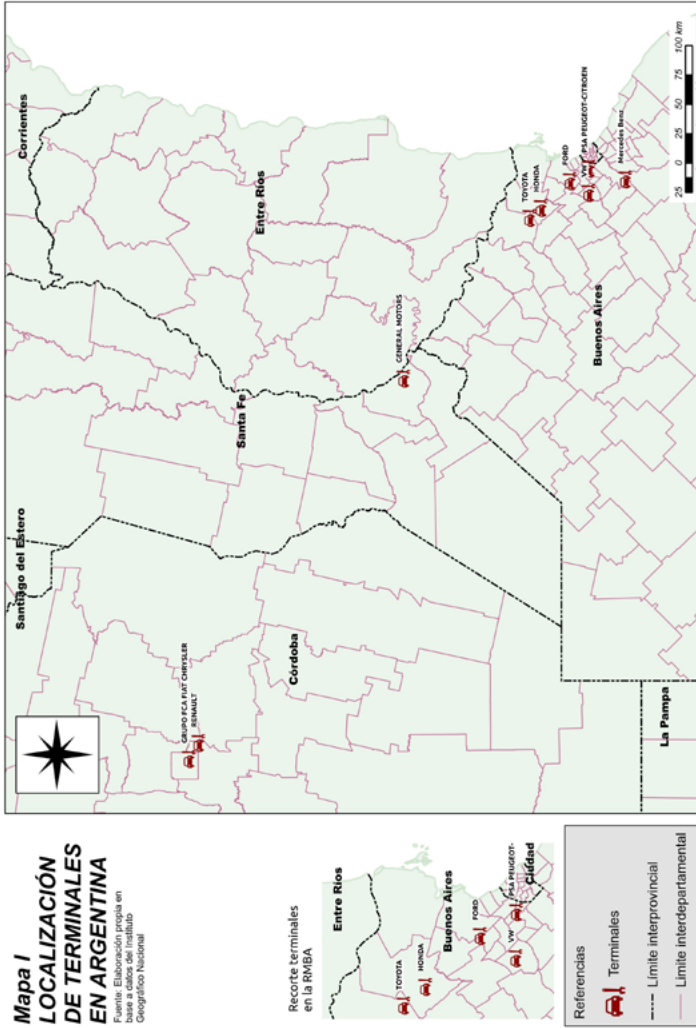 Mapa I
LOCALIZACIÓN
DE TERMINALES
EN ARGENTINA
Fuente: Elaboración propia en
base a datos del Instituto
Geográfico Nacional
Recorte terminales
en la RMBA
Entre Ríos
TOYOTA
HONDA
Buenos Aires
FORD
VW
PSA PEUGEOT-
Ciudad
Referencias
Terminales
Límite interprovincial
Límite interdepartamental
Santiago del Estero
Corrientes
GRUPO FCA FIAT CHRYSLER
RENAULT
Santa Fe
Entre Ríos
Córdoba
GENERAL MOTORS
TOYOTA
HONDA
FORD
VW
PSA PEUGEOT-CITROEN
Mercedes Benz
Buenos Aires
La Pampa
25 0 25 50 75 100 km